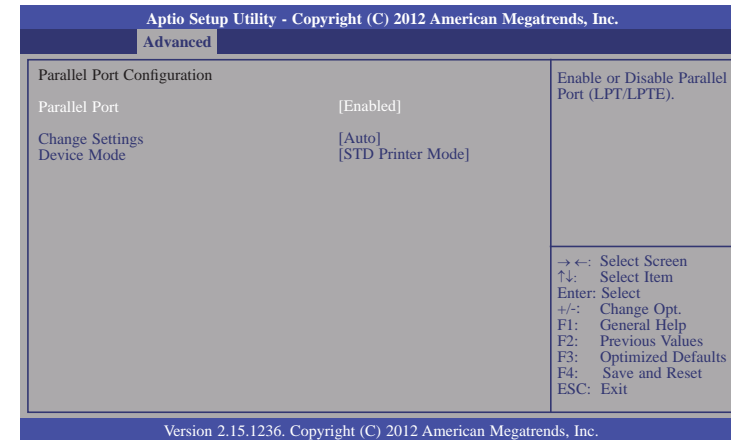 Aptio Setup Utility - Copyright (C) 2012 American Megatrends, Inc.
Advanced
Parallel Port Configuration
Parallel Port [Enabled]
Change Settings [Auto]
Device Mode [STD Printer Mode]
Enable or Disable Parallel
Port (LPT/LPTE).
→ ←: Select Screen
↑↓: Select Item
Enter: Select
+/-: Change Opt.
F1: General Help
F2: Previous Values
F3: Optimized Defaults
F4: Save and Reset
ESC: Exit
Version 2.15.1236. Copyright (C) 2012 American Megatrends, Inc.